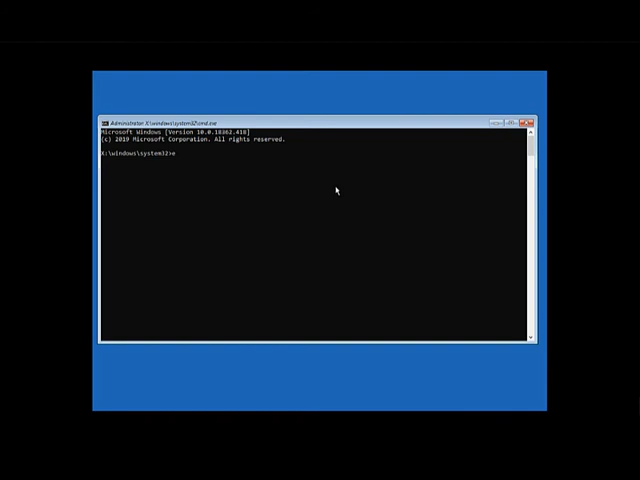 Administrator: X:\windows\system32\cmd.exe
Microsoft Windows [Version 10.0.18362.418]
(c) 2019 Microsoft Corporation. All rights reserved.
X:\windows\system32>e